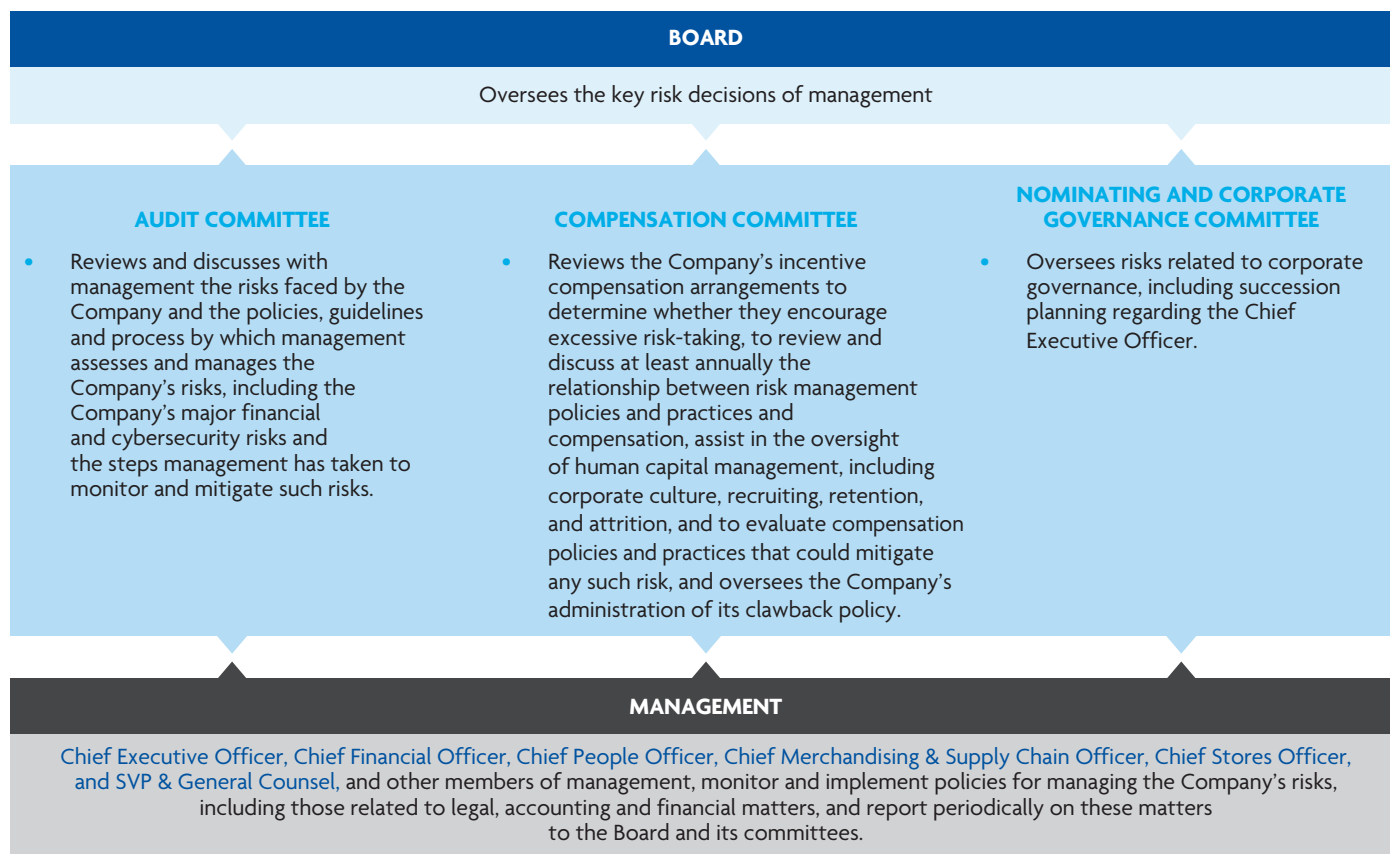 BOARD
Oversees the key risk decisions of management
AUDIT COMMITTEE
• Reviews and discusses with
management the risks faced by the
Company and the policies, guidelines
and process by which management
assesses and manages the
Company’s risks, including the
Company’s major financial
and cybersecurity risks and
the steps management has taken to
monitor and mitigate such risks.
COMPENSATION COMMITTEE
• Reviews the Company’s incentive
compensation arrangements to
determine whether they encourage
excessive risk-taking, to review and
discuss at least annually the
relationship between risk management
policies and practices and
compensation, assist in the oversight
of human capital management, including
corporate culture, recruiting, retention,
and attrition, and to evaluate compensation
policies and practices that could mitigate
any such risk, and oversees the Company’s
administration of its clawback policy.
NOMINATING AND CORPORATE
GOVERNANCE COMMITTEE
• Oversees risks related to corporate
governance, including succession
planning regarding the Chief
Executive Officer.
MANAGEMENT
Chief Executive Officer, Chief Financial Officer, Chief People Officer, Chief Merchandising & Supply Chain Officer, Chief Stores Officer,
and SVP & General Counsel, and other members of management, monitor and implement policies for managing the Company’s risks,
including those related to legal, accounting and financial matters, and report periodically on these matters
to the Board and its committees.